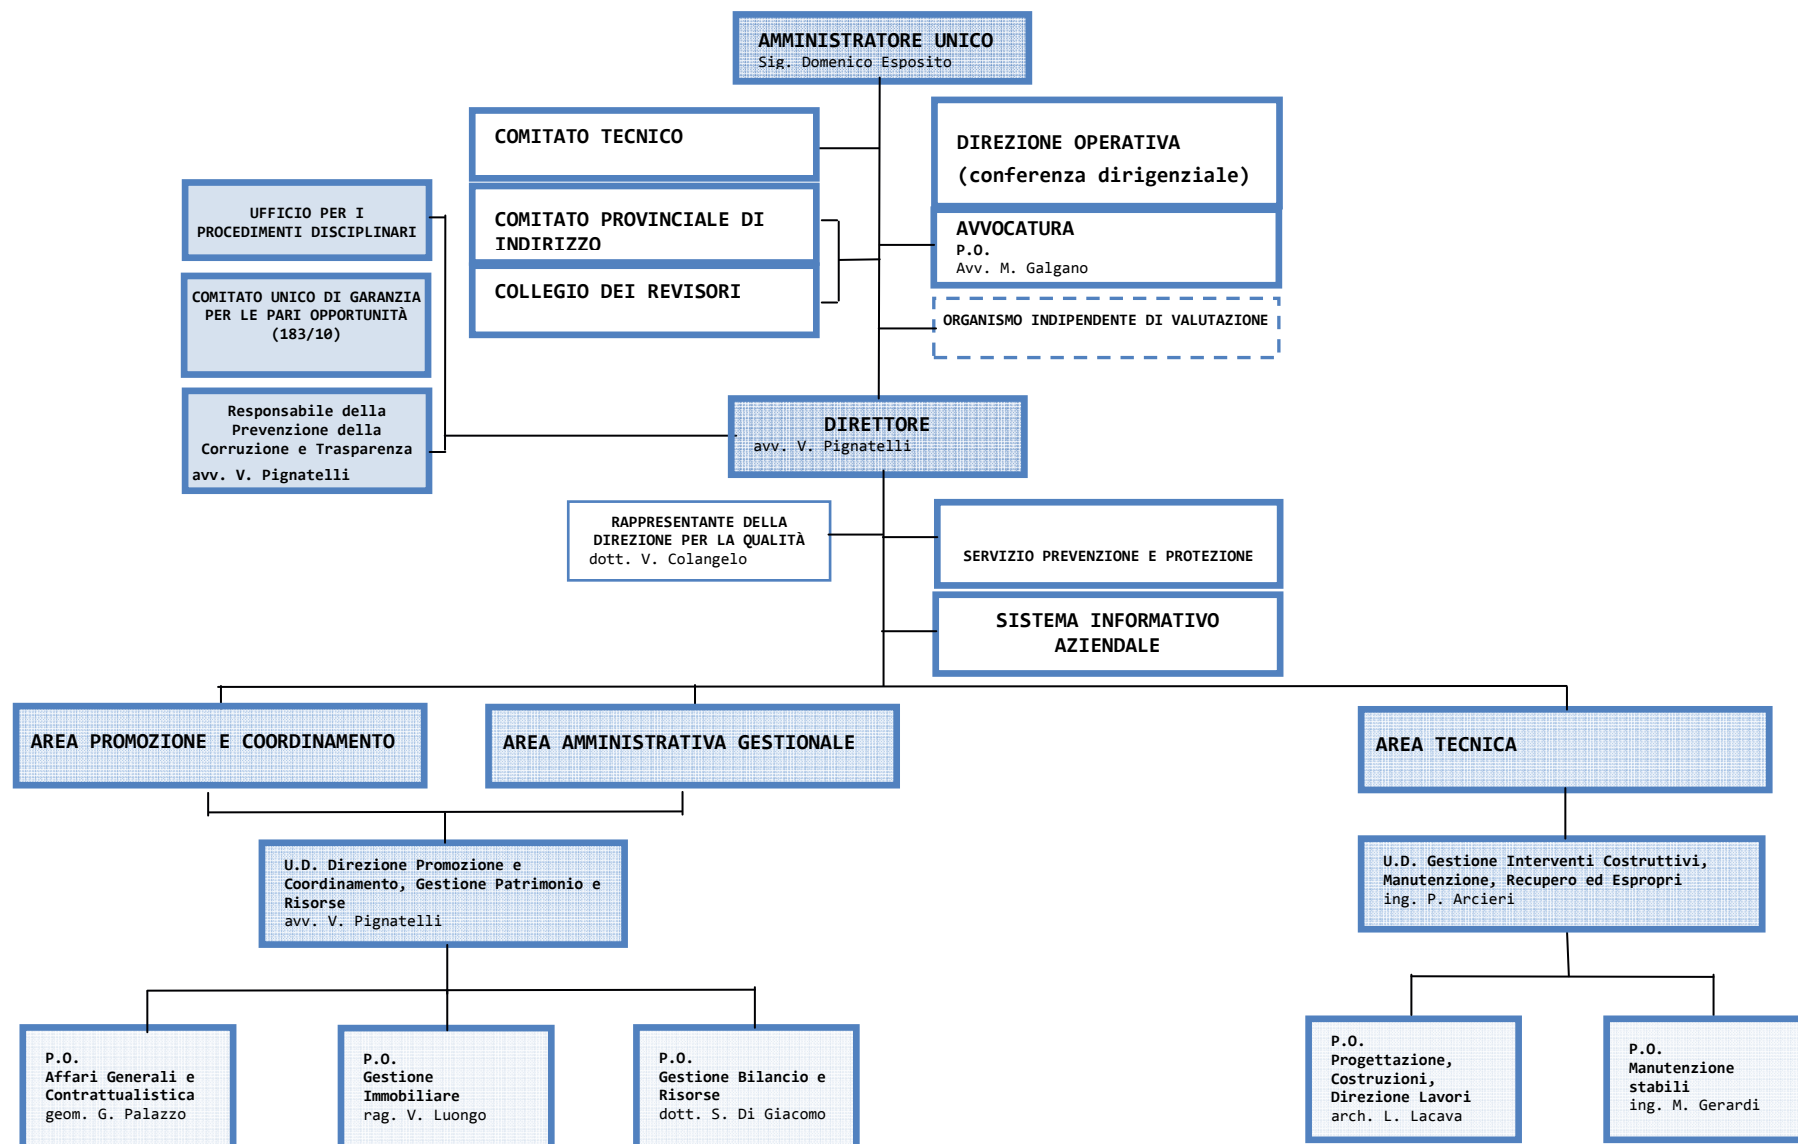 AMMINISTRATORE UNICO
Sig. Domenico Esposito
COMITATO TECNICO
DIREZIONE OPERATIVA
(conferenza dirigenziale)
UFFICIO PER I
PROCEDIMENTI DISCIPLINARI
COMITATO PROVINCIALE DI
INDIRIZZO
AVVOCATURA
P.O.
Avv. M. Galgano
COMITATO UNICO DI GARANZIA
PER LE PARI OPPORTUNITÀ
(183/10)
COLLEGIO DEI REVISORI
ORGANISMO INDIPENDENTE DI VALUTAZIONE
Responsabile della
Prevenzione della
Corruzione e Trasparenza
avv. V. Pignatelli
DIRETTORE
avv. V. Pignatelli
RAPPRESENTANTE DELLA
DIREZIONE PER LA QUALITÀ
dott. V. Colangelo
SERVIZIO PREVENZIONE E PROTEZIONE
SISTEMA INFORMATIVO
AZIENDALE
AREA PROMOZIONE E COORDINAMENTO
AREA AMMINISTRATIVA GESTIONALE
AREA TECNICA
U.D. Direzione Promozione e
Coordinamento, Gestione Patrimonio e
Risorse
avv. V. Pignatelli
U.D. Gestione Interventi Costruttivi,
Manutenzione, Recupero ed Espropri
ing. P. Arcieri
P.O.
Affari Generali e
Contrattualistica
geom. G. Palazzo
P.O.
Gestione
Immobiliare
rag. V. Luongo
P.O.
Gestione Bilancio e
Risorse
dott. S. Di Giacomo
P.O.
Progettazione,
Costruzioni,
Direzione Lavori
arch. L. Lacava
P.O.
Manutenzione
stabili
ing. M. Gerardi